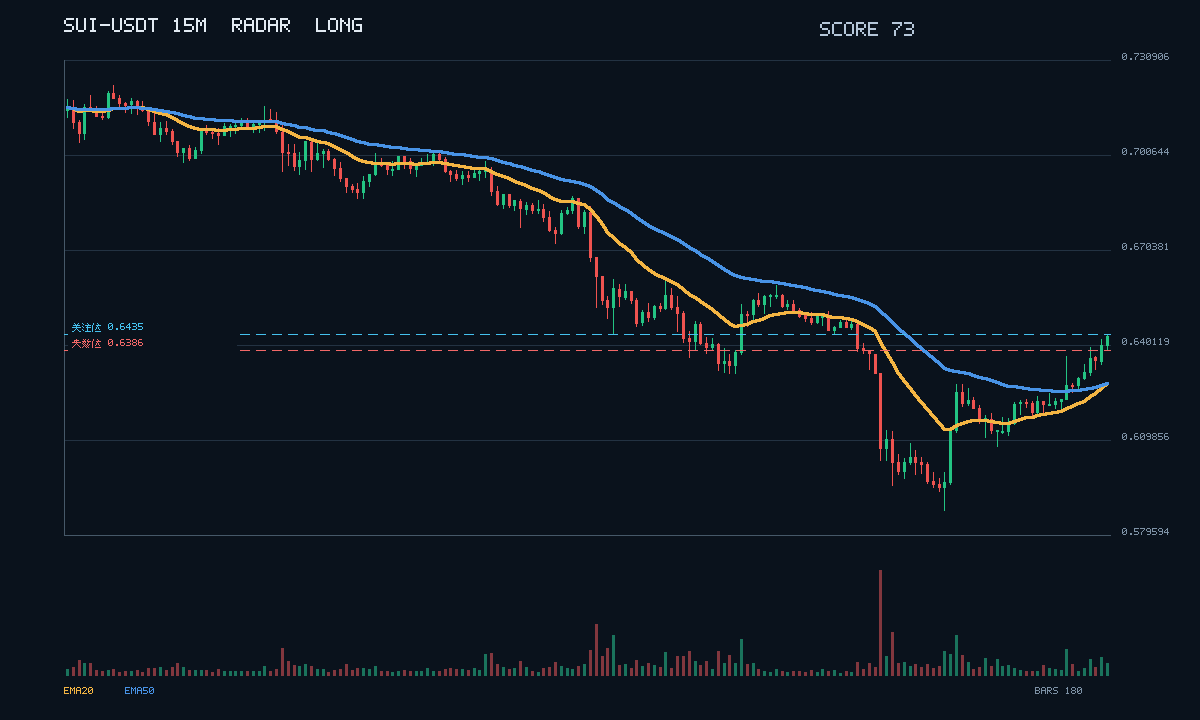 SUI-USDT 15M RADAR LONG
SCORE 73
0.730906
0.700644
0.670381
关注位 0.6435
失效位 0.6386
0.640119
0.609856
0.579594
EMA20 EMA50
BARS 180